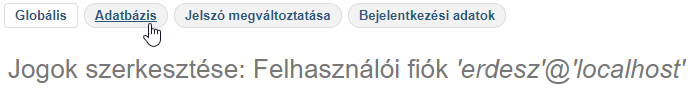 Globális Adatbázis Jelszó megváltoztatása Bejelentkezési adatok
Jogok szerkesztése: Felhasználói fiók 'erdesz'@'localhost'